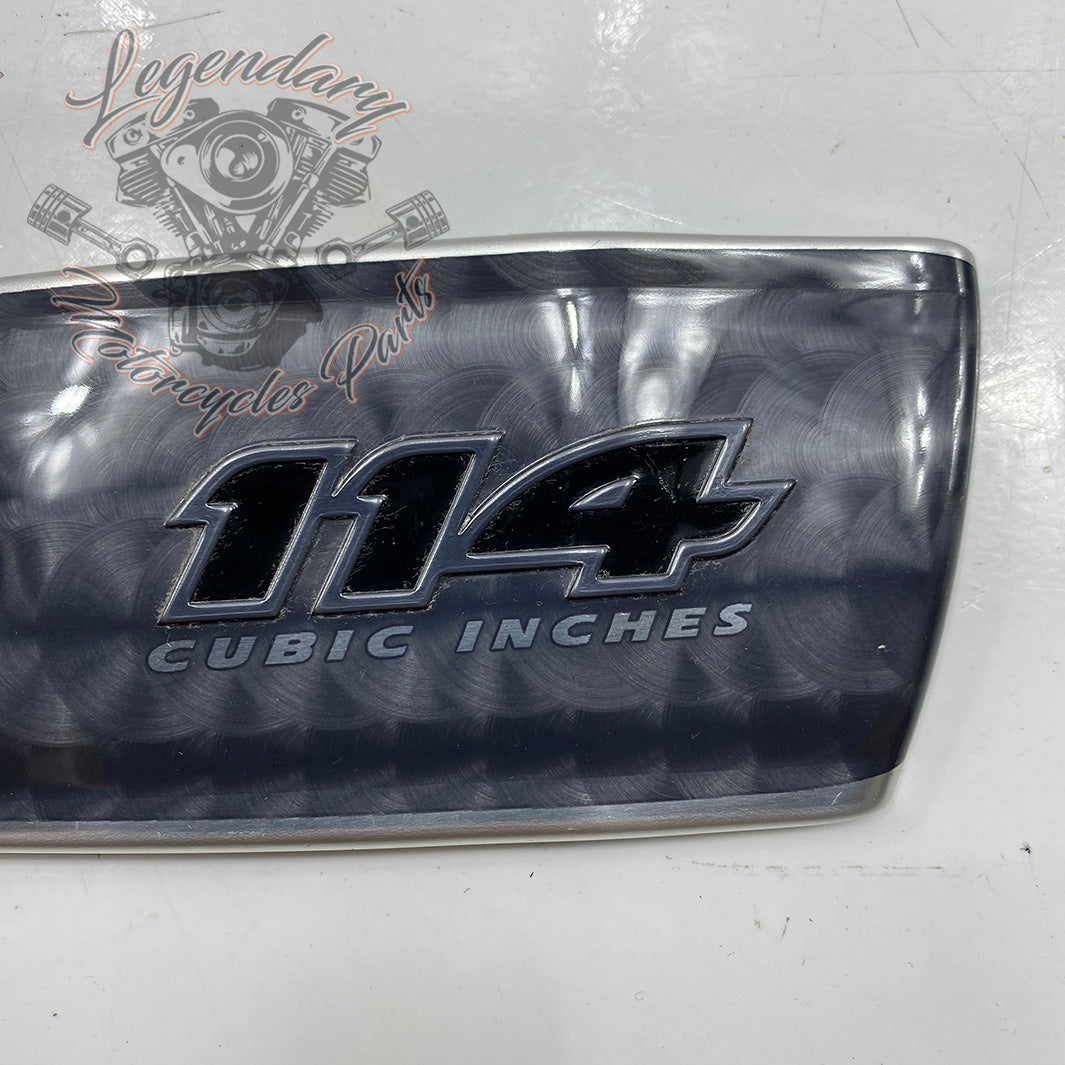 Legendary
Motorcycles Parts
114
CUBIC INCHES